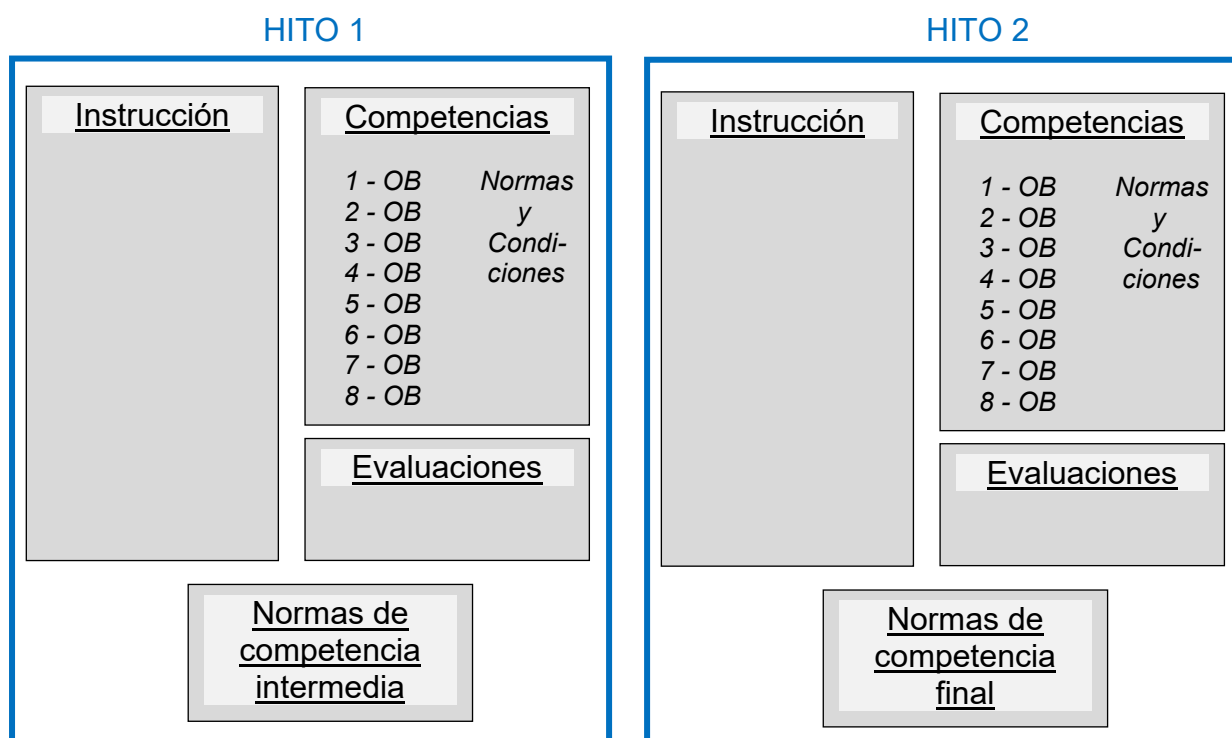 HITO 1
Instrucción
Competencias
1 - OB Normas
2 - OB y
3 - OB Condi-
4 - OB ciones
5 - OB
6 - OB
7 - OB
8 - OB
Evaluaciones
Normas de
competencia
intermedia
HITO 2
Instrucción
Competencias
1 - OB Normas
2 - OB y
3 - OB Condi-
4 - OB ciones
5 - OB
6 - OB
7 - OB
8 - OB
Evaluaciones
Normas de
competencia
final